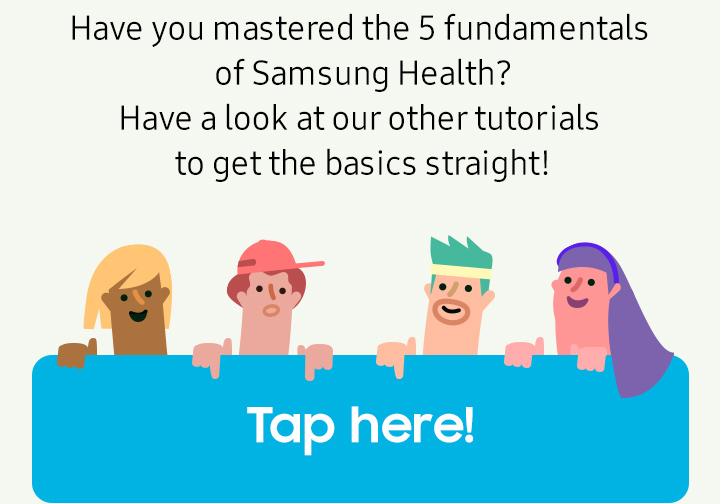 Have you mastered the 5 fundamentals
of Samsung Health?
Have a look at our other tutorials
to get the basics straight!
Tap here!